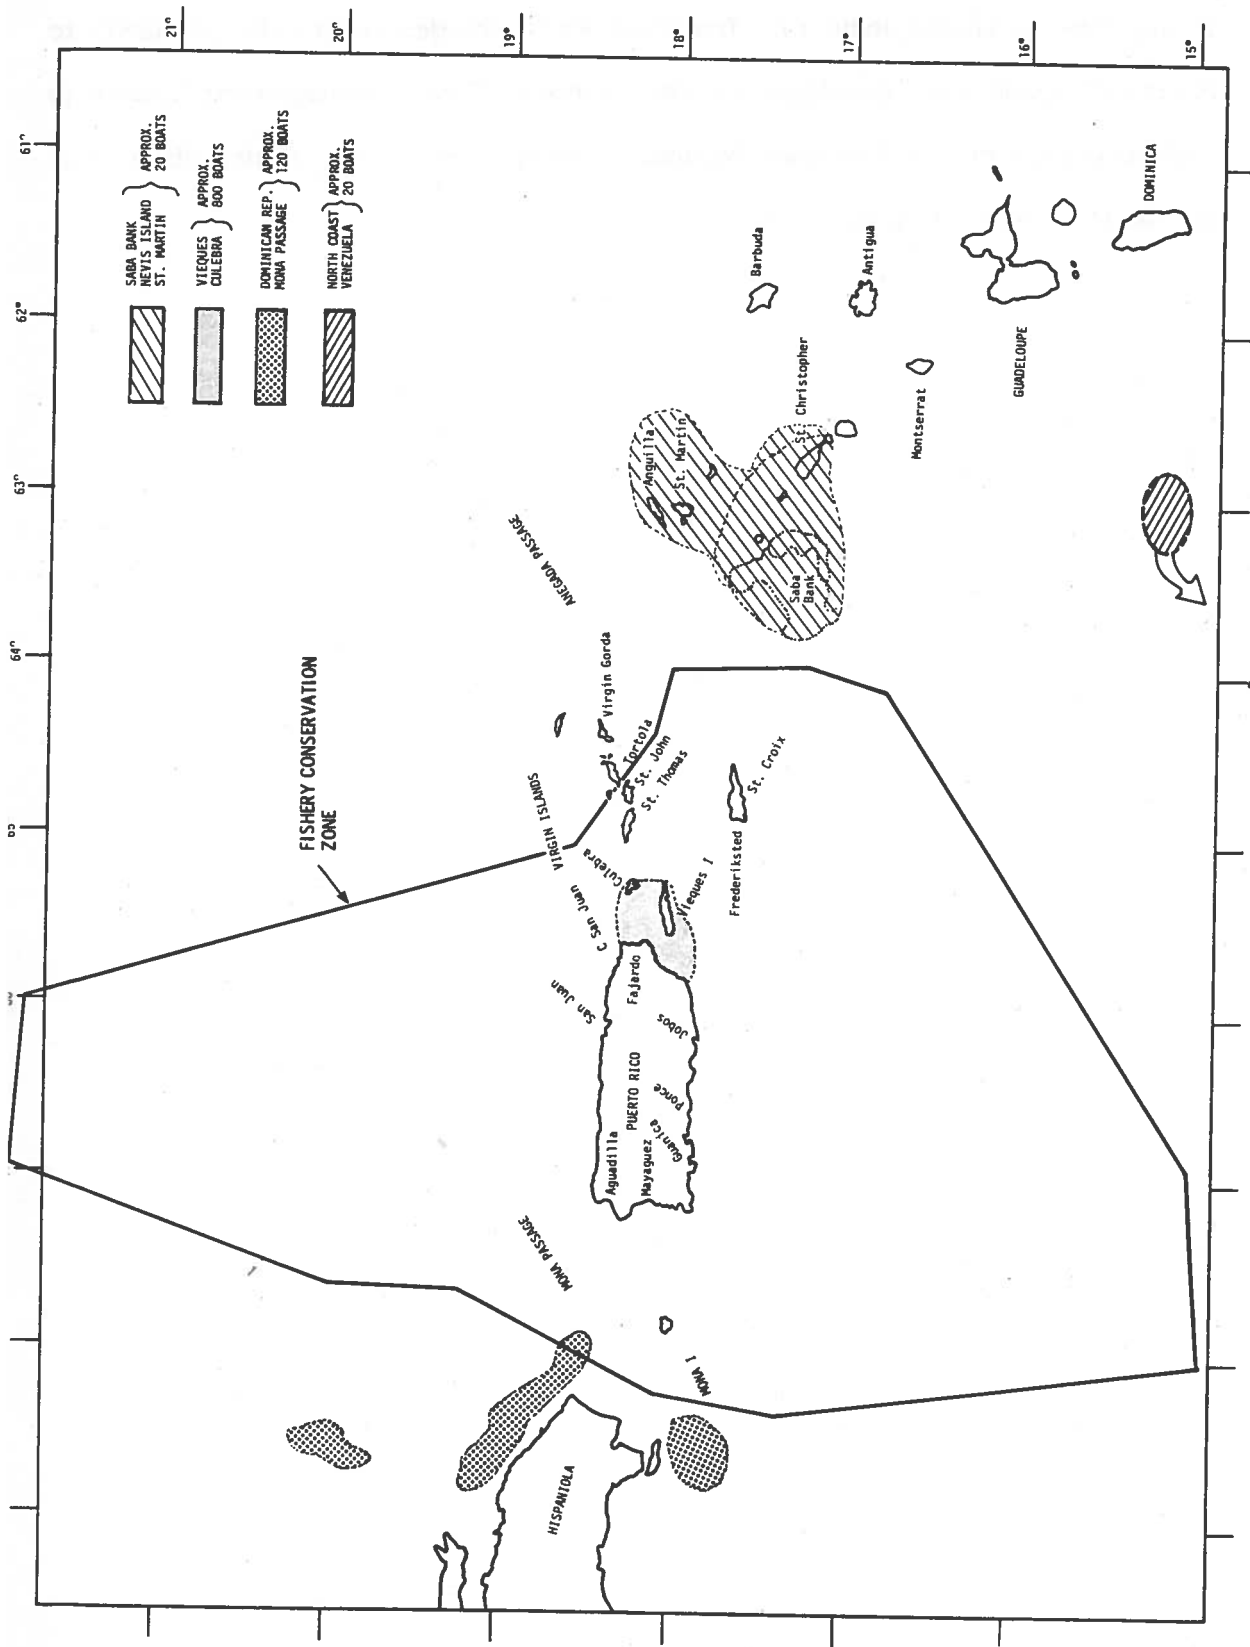 61°
62°
63°
64°
21°
20°
19°
18°
17°
16°
15°
SABA BANK
NEVIS ISLAND
ST. MARTIN
APPROX.
20 BOATS
VIEQUES
CULEBRA
APPROX.
800 BOATS
DOMINICAN REP.
MONA PASSAGE
APPROX.
120 BOATS
NORTH COAST
VENEZUELA
APPROX.
20 BOATS
FISHERY CONSERVATION
ZONE
ANEGADA PASSAGE
Barbuda
Antigua
St. Christopher
Montserrat
GUADELOUPE
DOMINICA
Anguilla
St. Martin
Saba
Bank
Virgin Gorda
Tortola
St. John
St. Thomas
VIRGIN ISLANDS
St. Croix
Frederiksted
Culebra
Vieques I
C San Juan
San Juan
Fajardo
Jobos
PUERTO RICO
Ponce
Guanica
Aguadilla
Mayaguez
MONA PASSAGE
MONA I
HISPANIOLA